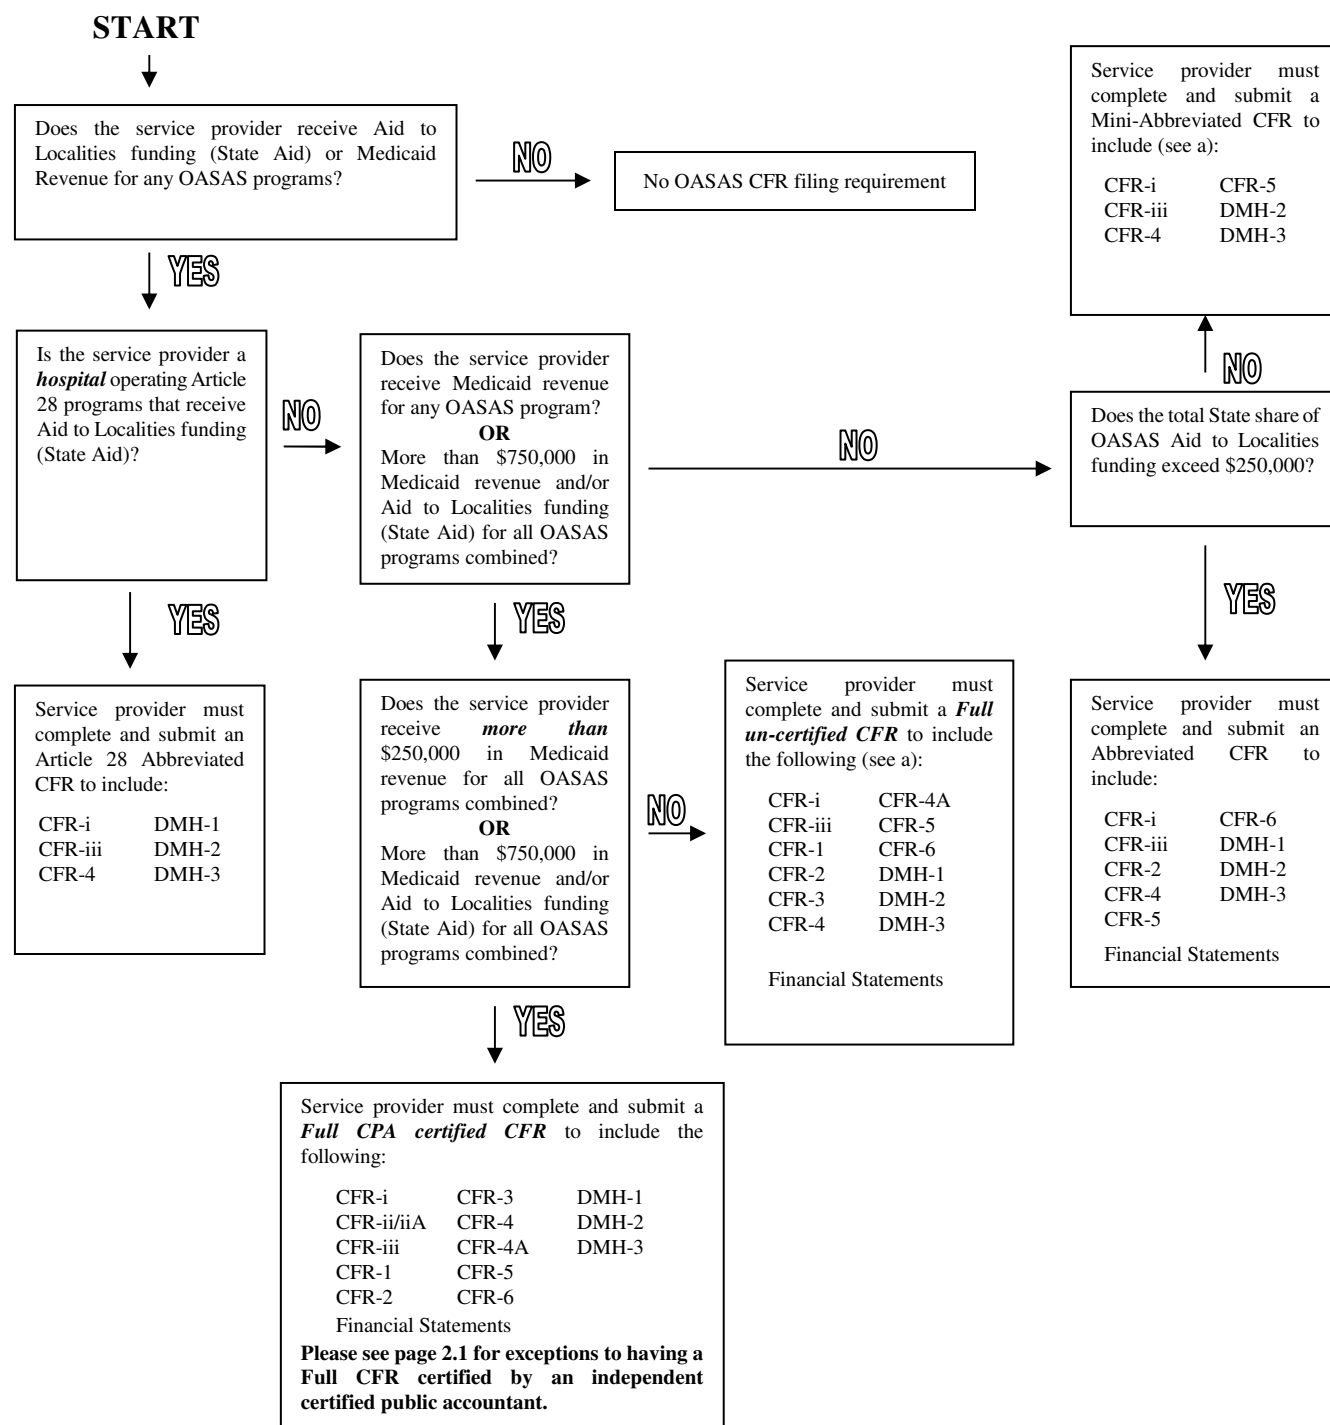 START
Does the service provider receive Aid to
Localities funding (State Aid) or Medicaid
Revenue for any OASAS programs?
NO
No OASAS CFR filing requirement
YES
Is the service provider a
hospital operating Article
28 programs that receive
Aid to Localities funding
(State Aid)?
NO
YES
Service provider must
complete and submit an
Article 28 Abbreviated
CFR to include:
CFR-i DMH-1
CFR-iii DMH-2
CFR-4 DMH-3
Does the service provider
receive Medicaid revenue
for any OASAS program?
OR
More than $750,000 in
Medicaid revenue and/or
Aid to Localities funding
(State Aid) for all OASAS
programs combined?
NO
YES
Does the total State share of
OASAS Aid to Localities
funding exceed $250,000?
NO
Service provider must
complete and submit a
Mini-Abbreviated CFR to
include (see a):
CFR-i CFR-5
CFR-iii DMH-2
CFR-4 DMH-3
YES
Service provider must
complete and submit an
Abbreviated CFR to
include:
CFR-i CFR-6
CFR-iii DMH-1
CFR-2 DMH-2
CFR-4 DMH-3
CFR-5
Financial Statements
Does the service provider
receive more than
$250,000 in Medicaid
revenue for all OASAS
programs combined?
OR
More than $750,000 in
Medicaid revenue and/or
Aid to Localities funding
(State Aid) for all OASAS
programs combined?
NO
Service provider must
complete and submit a Full
un-certified CFR to include
the following (see a):
CFR-i CFR-4A
CFR-iii CFR-5
CFR-1 CFR-6
CFR-2 DMH-1
CFR-3 DMH-2
CFR-4 DMH-3
Financial Statements
YES
Service provider must complete and submit a
Full CPA certified CFR to include the
following:
CFR-i CFR-3 DMH-1
CFR-ii/iiA CFR-4 DMH-2
CFR-iii CFR-4A DMH-3
CFR-1 CFR-5
CFR-2 CFR-6
Financial Statements
Please see page 2.1 for exceptions to having a
Full CFR certified by an independent
certified public accountant.